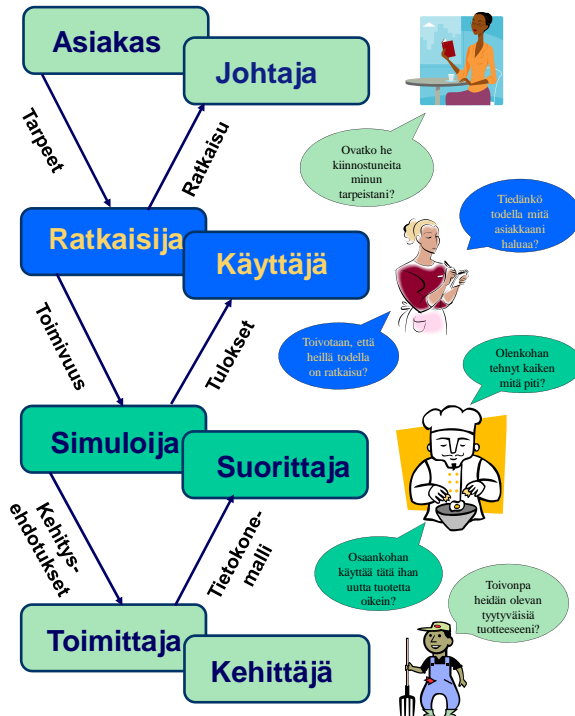 Asiakas
Johtaja
Tarpeet
Ratkaisu
Ovatko he
kiinnostuneita
minun
tarpeistani?
Tiedänkö
todella mitä
asiakkaani
haluaa?
Ratkaisija
Käyttäjä
Toimivuus
Tulokset
Toivotaan, että
heillä todella
on ratkaisu?
Olenkohan
tehnyt kaiken
mitä piti?
Simuloija
Suorittaja
Kehitys-
ehdotukset
Tietokone-
malli
Osaankohan
käyttää tätä ihan
uutta tuotetta
oikein?
Toivonpa
heidän olevan
tyytyväisiä
tuotteeseeni?
Toimittaja
Kehittäjä